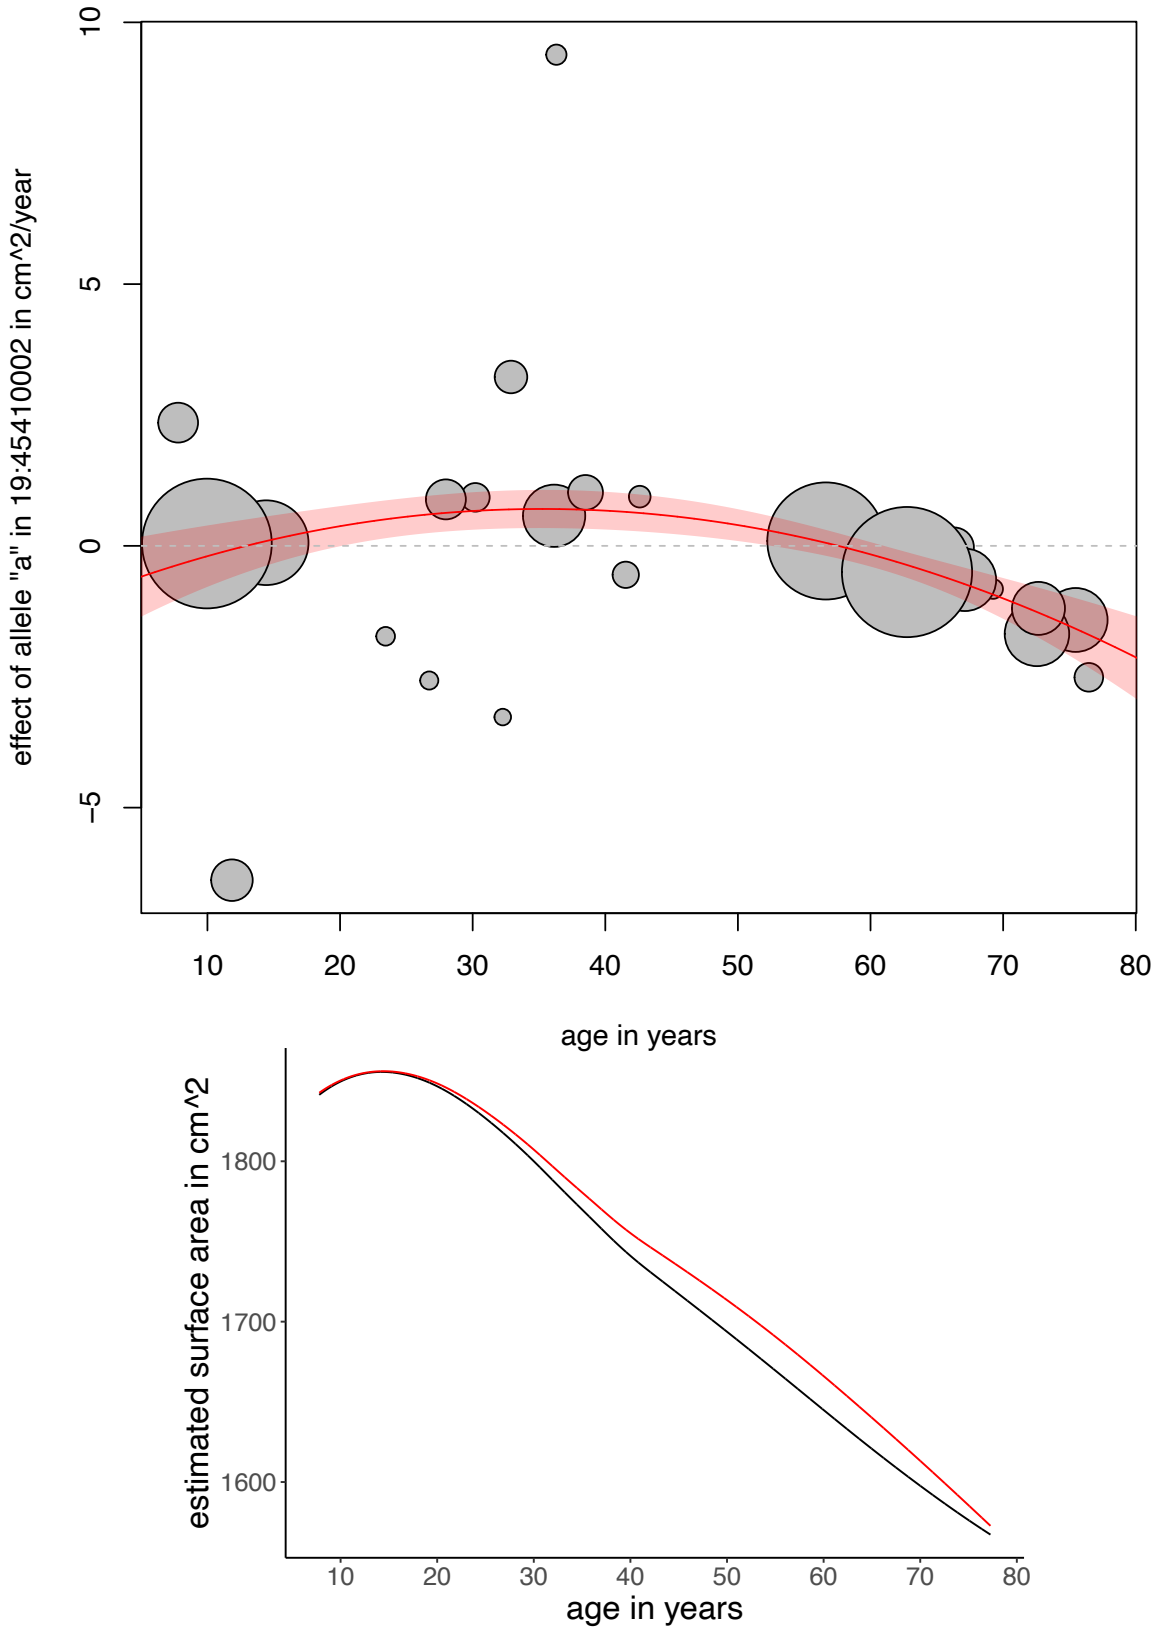 effect of allele "a" in 19:45410002 in cm^2/year
10
5
0
−5
10 20 30 40 50 60 70 80
age in years
estimated surface area in cm^2
1800
1700
1600
10 20 30 40 50 60 70 80
age in years